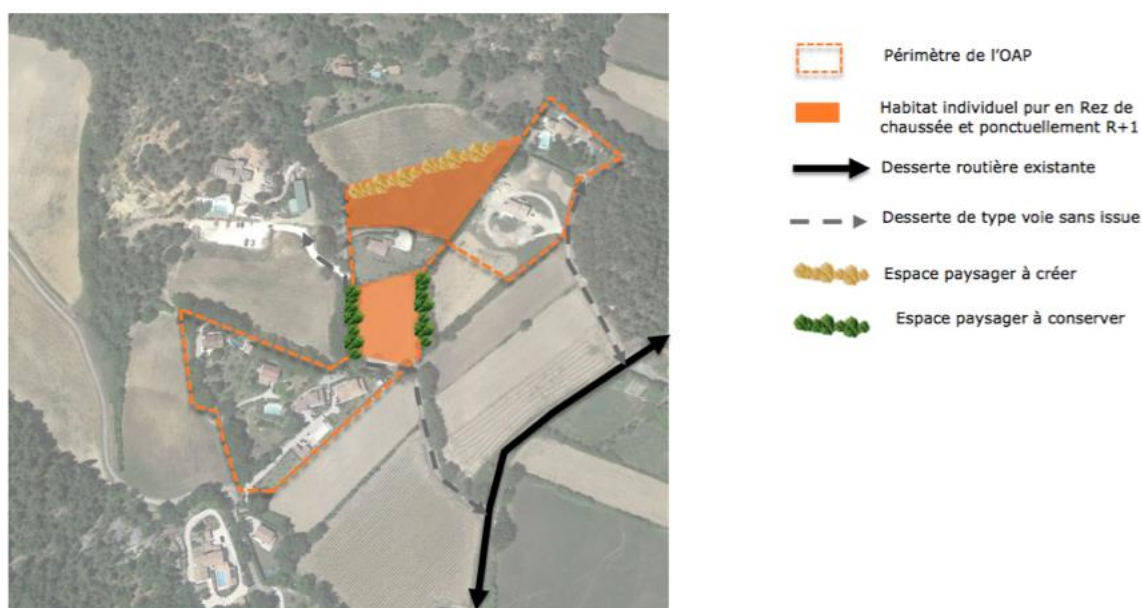 Périmètre de l'OAP
Habitat individuel pur en Rez de
chaussée et ponctuellement R+1
Desserte routière existante
Desserte de type voie sans issue
Espace paysager à créer
Espace paysager à conserver